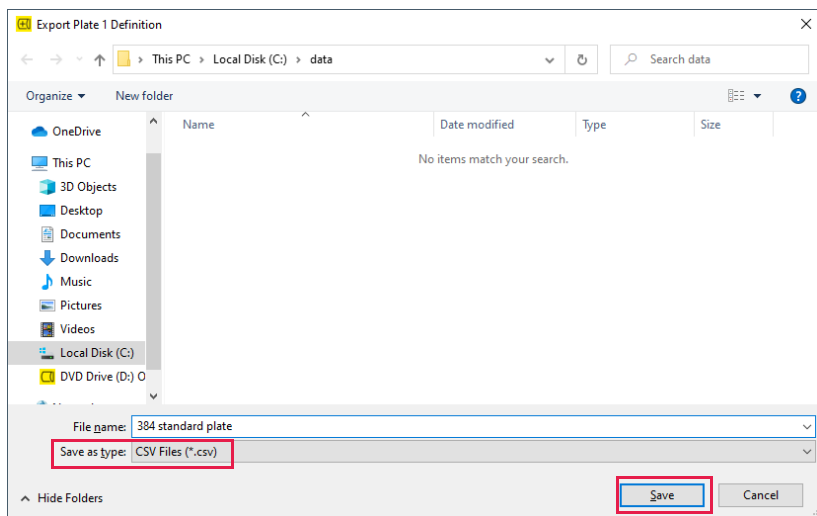 Export Plate 1 Definition
This PC > Local Disk (C:) > data
Search data
Organize
New folder
Name
Date modified
Type
Size
No items match your search.
OneDrive
This PC
3D Objects
Desktop
Documents
Downloads
Music
Pictures
Videos
Local Disk (C:)
DVD Drive (D:) O
File name: 384 standard plate
Save as type: CSV Files (*.csv)
Hide Folders
Save
Cancel